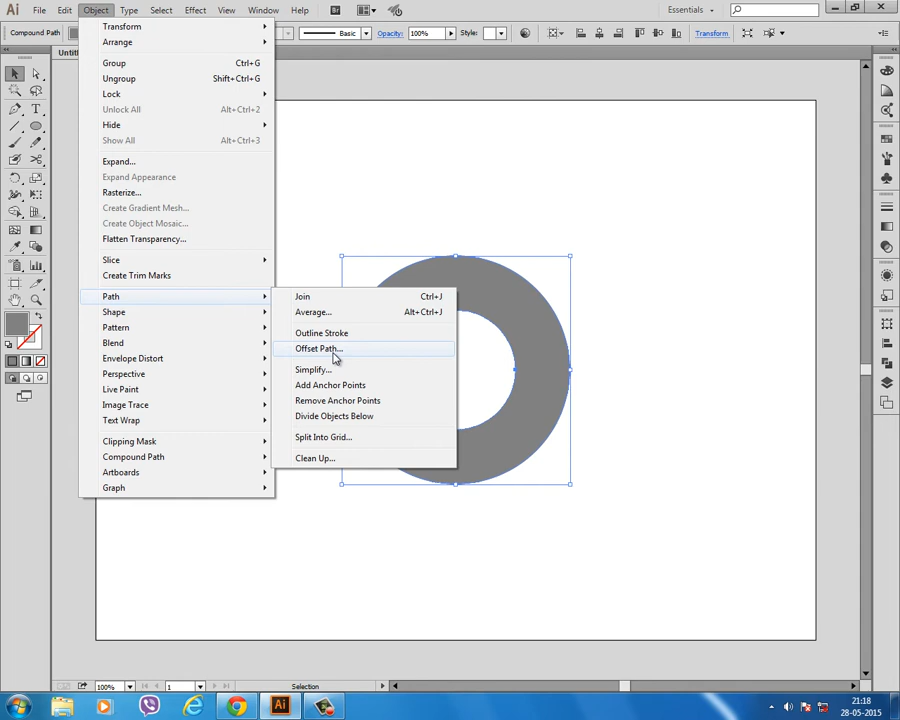 Ai File Edit Object Type Select Effect View Window Help Br Essentials
Compound Path Basic Opacity: 100% Style: Transform
Transform
Arrange
Group Ctrl+G
Ungroup Shift+Ctrl+G
Lock
Unlock All Alt+Ctrl+2
Hide
Show All Alt+Ctrl+3
Expand...
Expand Appearance
Rasterize...
Create Gradient Mesh...
Create Object Mosaic...
Flatten Transparency...
Slice
Create Trim Marks
Path
Shape
Pattern
Blend
Envelope Distort
Perspective
Live Paint
Image Trace
Text Wrap
Clipping Mask
Compound Path
Artboards
Graph
Join Ctrl+J
Average... Alt+Ctrl+J
Outline Stroke
Offset Path...
Simplify...
Add Anchor Points
Remove Anchor Points
Divide Objects Below
Split Into Grid...
Clean Up...
100% 1 Selection
Ai
21:18
28-05-2015